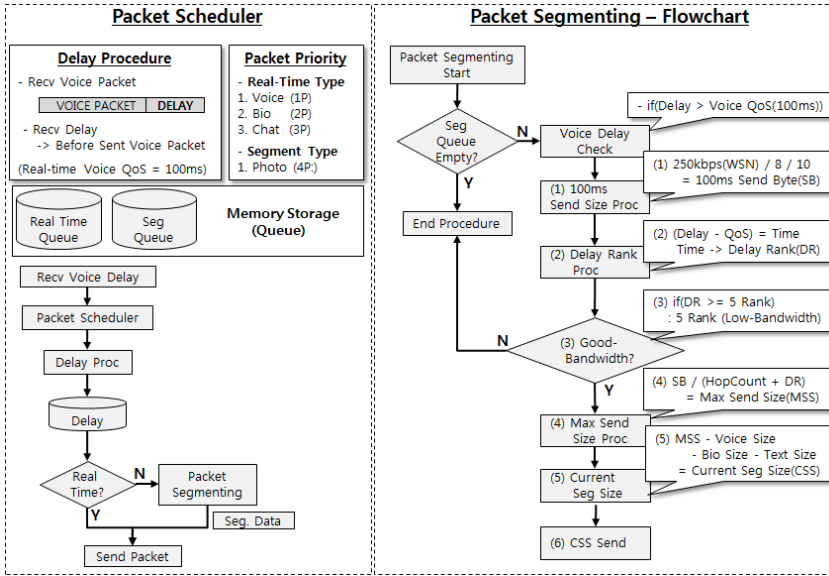 Packet Scheduler
Delay Procedure
- Recv Voice Packet
VOICE PACKET DELAY
- Recv Delay
-> Before Sent Voice Packet
(Real-time Voice QoS = 100ms)
Packet Priority
- Real-Time Type
1. Voice (1P)
2. Bio (2P)
3. Chat (3P)
- Segment Type
1. Photo (4P:)
Real Time
Queue
Seg
Queue
Memory Storage
(Queue)
Recv Voice Delay
Packet Scheduler
Delay Proc
Delay
Real
Time?
N
Y
Packet
Segmenting
Seg. Data
Send Packet
Packet Segmenting – Flowchart
Packet Segmenting
Start
Seg
Queue
Empty?
N
Y
End Procedure
Voice Delay
Check
- if(Delay > Voice QoS(100ms))
(1) 100ms
Send Size Proc
(1) 250kbps(WSN) / 8 / 10
= 100ms Send Byte(SB)
(2) Delay Rank
Proc
(2) (Delay - QoS) = Time
Time -> Delay Rank(DR)
(3) Good-
Bandwidth?
N
Y
(3) if(DR >= 5 Rank)
: 5 Rank (Low-Bandwidth)
(4) Max Send
Size Proc
(4) SB / (HopCount + DR)
= Max Send Size(MSS)
(5) Current
Seg Size
(5) MSS - Voice Size
- Bio Size - Text Size
= Current Seg Size(CSS)
(6) CSS Send